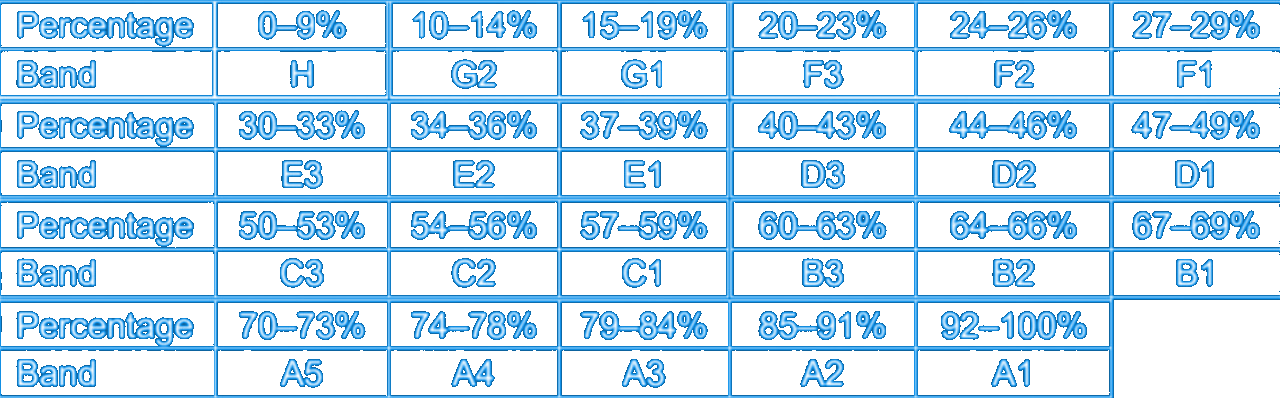 Percentage 0–9% 10–14% 15–19% 20–23% 24–26% 27–29%
Band H G2 G1 F3 F2 F1
Percentage 30–33% 34–36% 37–39% 40–43% 44–46% 47–49%
Band E3 E2 E1 D3 D2 D1
Percentage 50–53% 54–56% 57–59% 60–63% 64–66% 67–69%
Band C3 C2 C1 B3 B2 B1
Percentage 70–73% 74–78% 79–84% 85–91% 92–100%
Band A5 A4 A3 A2 A1